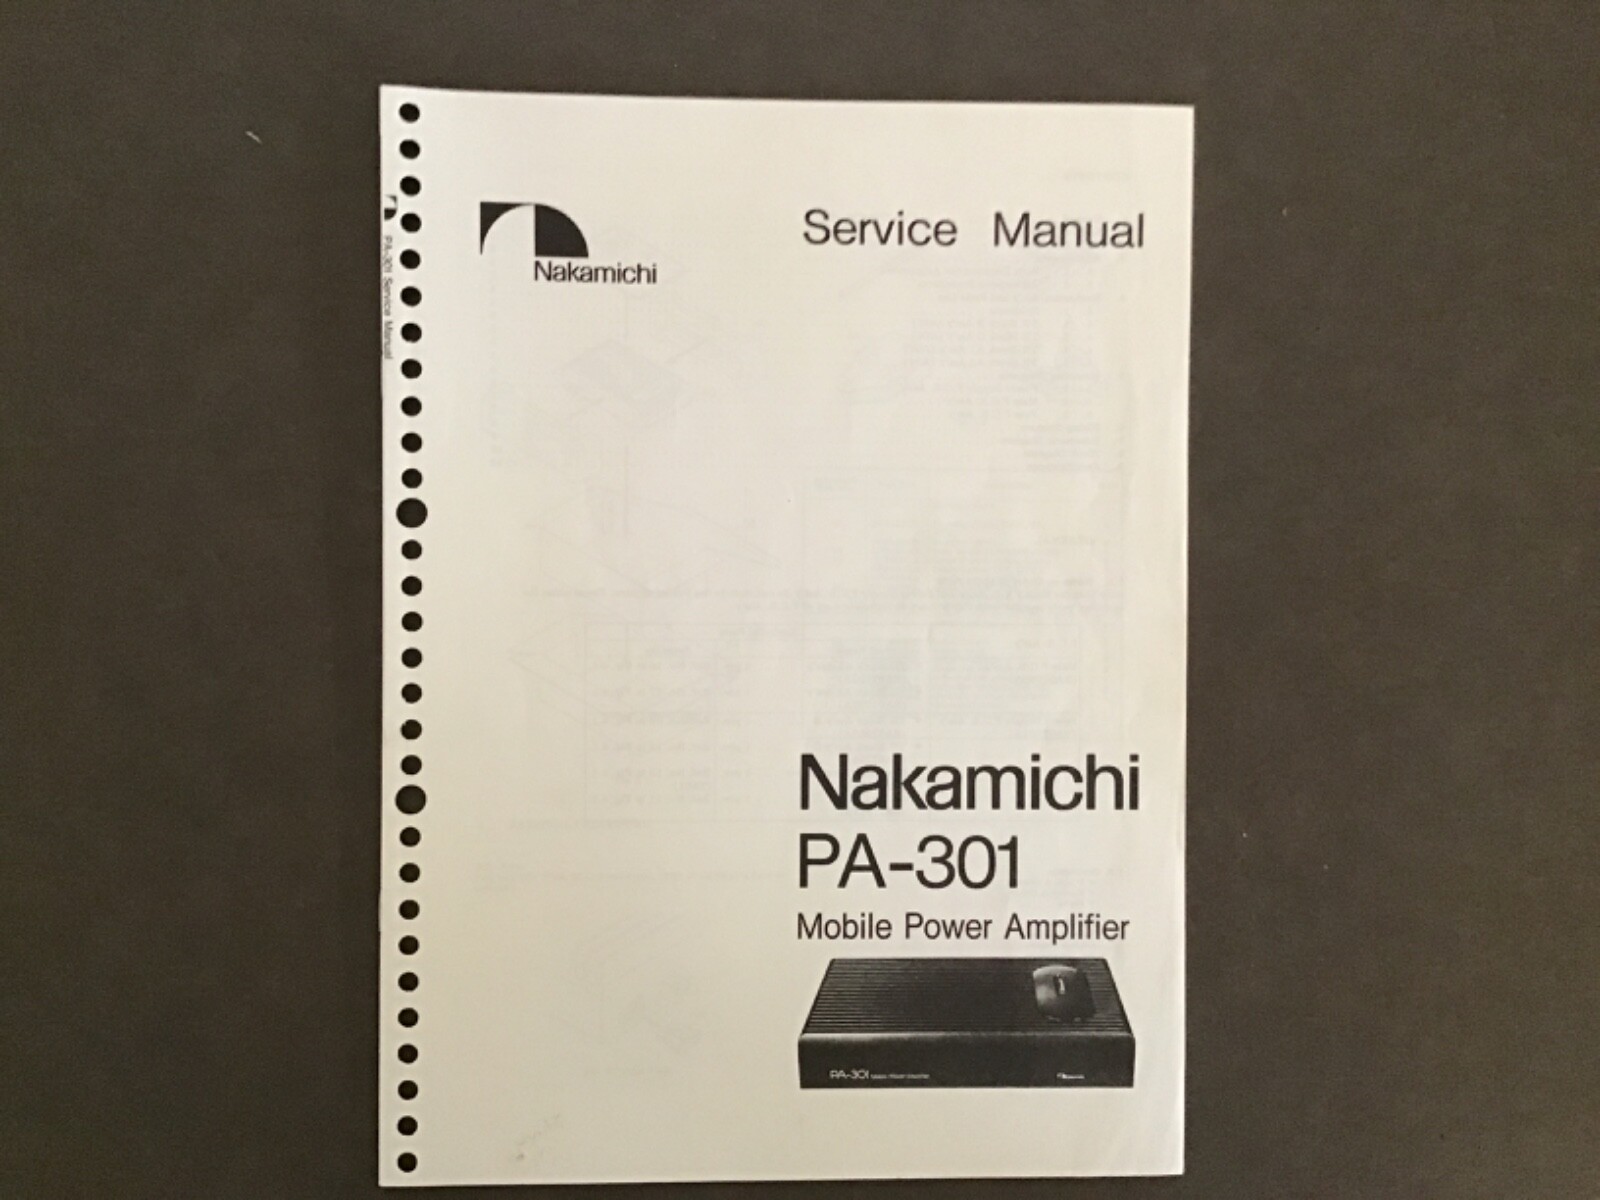 Service Manual
Nakamichi
PA-301 Service Manual
Nakamichi
PA-301
Mobile Power Amplifier
PA-301